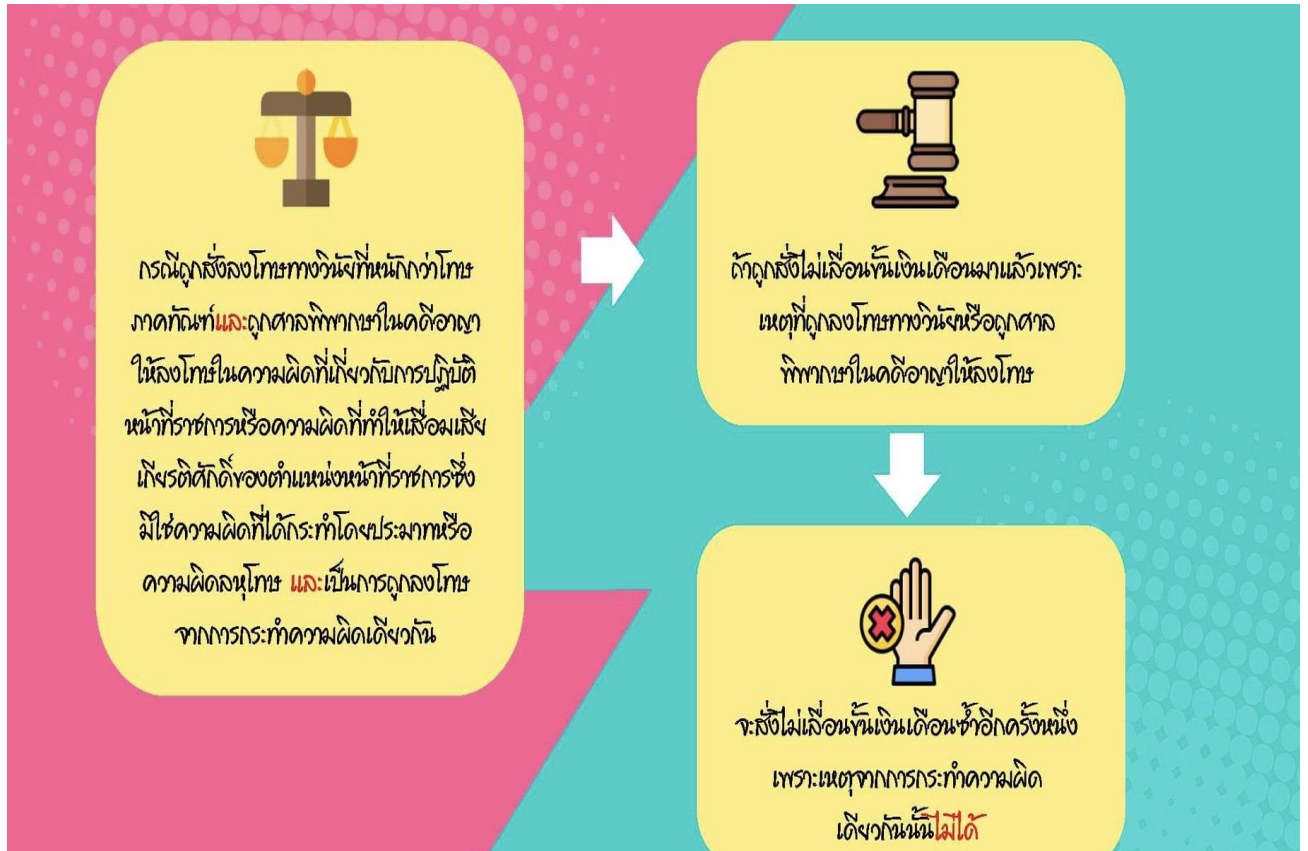 กรณีถูกสั่งลงโทษทางวินัยที่หนักกว่าโทษ
ภาคทัณฑ์และถูกศาลพิพากษาในคดีอาญา
ให้ลงโทษในความผิดที่เกี่ยวกับการปฏิบัติ
หน้าที่ราชการหรือความผิดที่ทำให้เสื่อมเสีย
เกียรติศักดิ์ของตำแหน่งหน้าที่ราชการซึ่ง
มิใช่ความผิดที่ได้กระทำโดยประมาทหรือ
ความผิดลหุโทษ และเป็นการถูกลงโทษ
จากการกระทำความผิดเดียวกัน
ถ้าถูกสั่งไม่เลื่อนขั้นเงินเดือนมาแล้วเพราะ
เหตุที่ถูกลงโทษทางวินัยหรือถูกศาล
พิพากษาในคดีอาญาให้ลงโทษ
จะสั่งไม่เลื่อนขั้นเงินเดือนซ้ำอีกครั้งหนึ่ง
เพราะเหตุจากการกระทำความผิด
เดียวกันนั้นไม่ได้